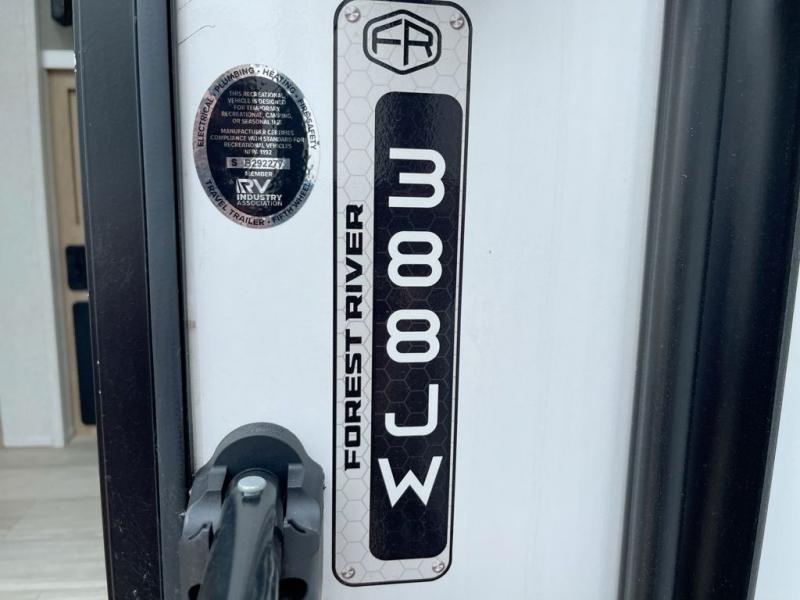 ELECTRICAL • PLUMBING • HEATING • FIRE-SAFETY
THIS RECREATIONAL
VEHICLE IS DESIGNED
FOR TEMPORARY
RECREATIONAL, CAMPING,
OR SEASONAL USE
MANUFACTURER CERTIFIES
COMPLIANCE WITH STANDARD FOR
RECREATIONAL VEHICLES
NFPA 1192
MEMBER
RV
INDUSTRY
ASSOCIATION
TRAVEL TRAILER • FIFTH WHEEL
FR
FOREST RIVER
388JW